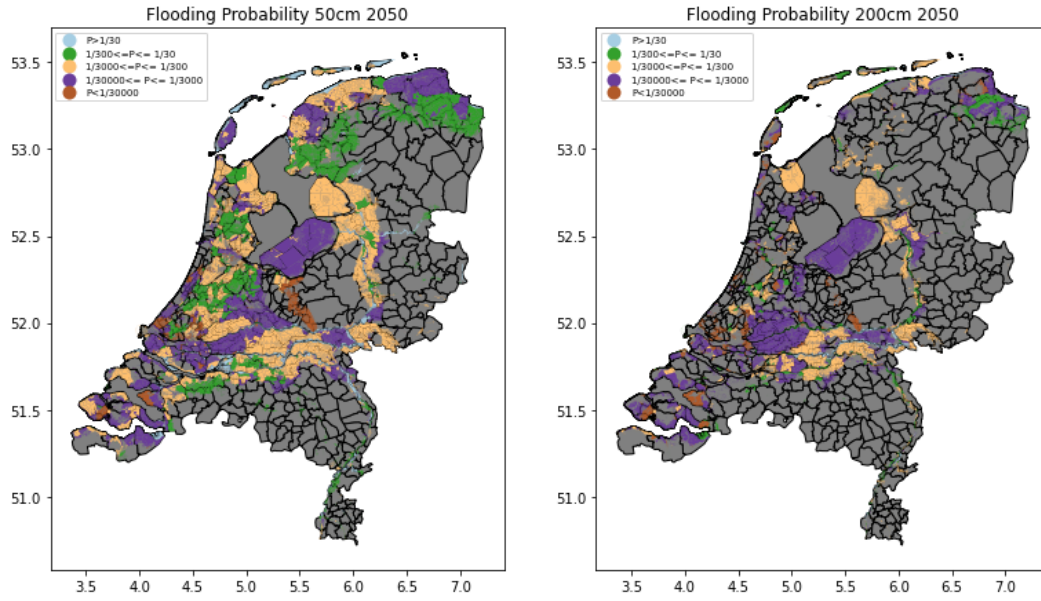 Flooding Probability 50cm 2050
P>1/30
1/300<=P<= 1/30
1/3000<=P<= 1/300
1/30000<= P<= 1/3000
P<1/30000
53.5
53.0
52.5
52.0
51.5
51.0
3.5 4.0 4.5 5.0 5.5 6.0 6.5 7.0
Flooding Probability 200cm 2050
P>1/30
1/300<=P<= 1/30
1/3000<=P<= 1/300
1/30000<= P<= 1/3000
P<1/30000
53.5
53.0
52.5
52.0
51.5
51.0
3.5 4.0 4.5 5.0 5.5 6.0 6.5 7.0